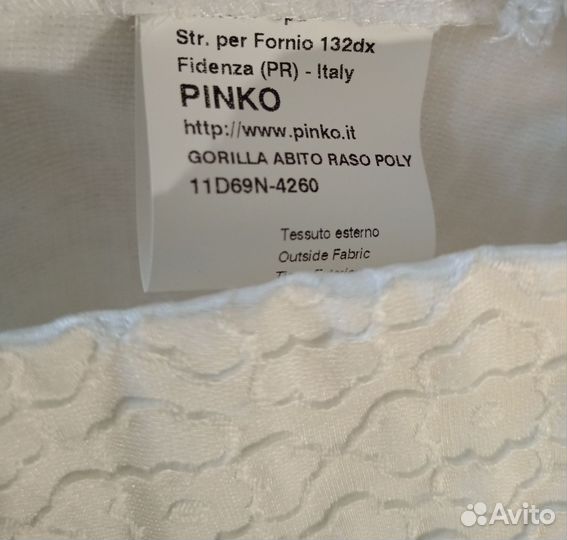 Str. per Fornio 132dx
Fidenza (PR) - Italy
PINKO
http://www.pinko.it
GORILLA ABITO RASO POLY
11D69N-4260
Tessuto esterno
Outside Fabric
Avito